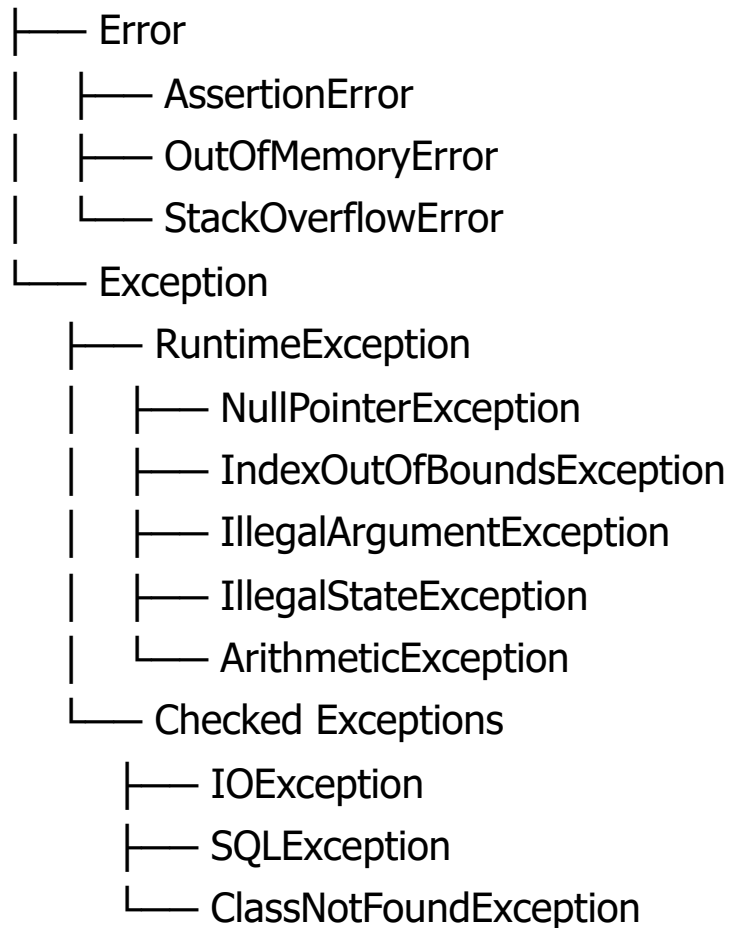 ├── Error
│   ├── AssertionError
│   ├── OutOfMemoryError
│   └── StackOverflowError
└── Exception
    ├── RuntimeException
    │   ├── NullPointerException
    │   ├── IndexOutOfBoundsException
    │   ├── IllegalArgumentException
    │   ├── IllegalStateException
    │   └── ArithmeticException
    └── Checked Exceptions
        ├── IOException
        ├── SQLException
        └── ClassNotFoundException